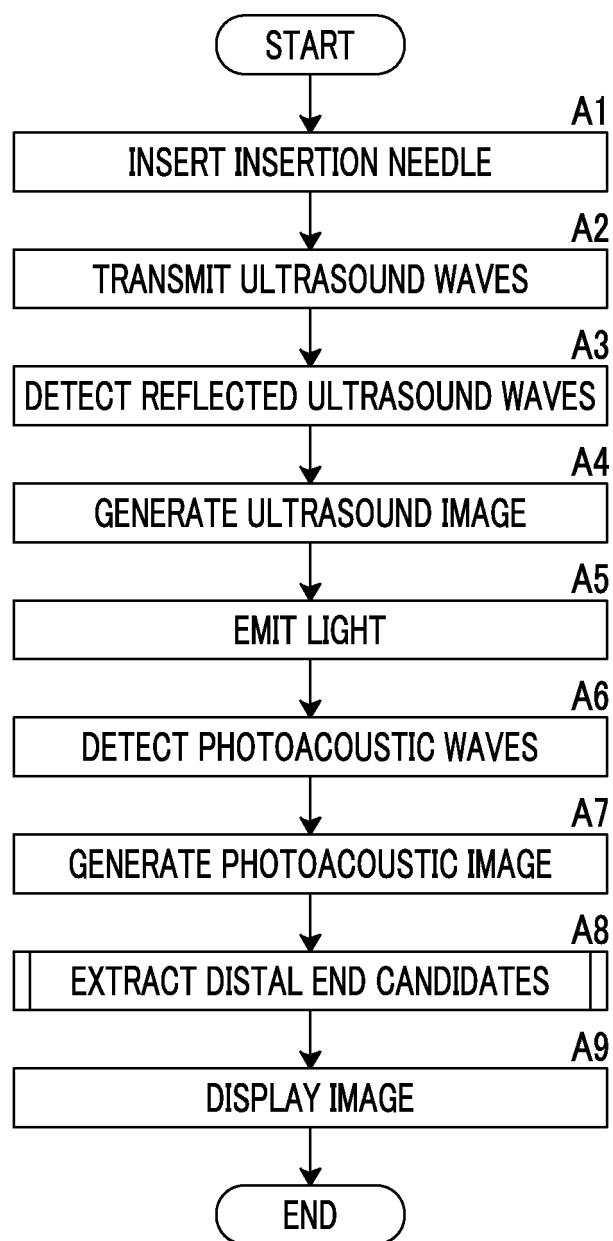 START
A1
INSERT INSERTION NEEDLE
A2
TRANSMIT ULTRASOUND WAVES
A3
DETECT REFLECTED ULTRASOUND WAVES
A4
GENERATE ULTRASOUND IMAGE
A5
EMIT LIGHT
A6
DETECT PHOTOACOUSTIC WAVES
A7
GENERATE PHOTOACOUSTIC IMAGE
A8
EXTRACT DISTAL END CANDIDATES
A9
DISPLAY IMAGE
END